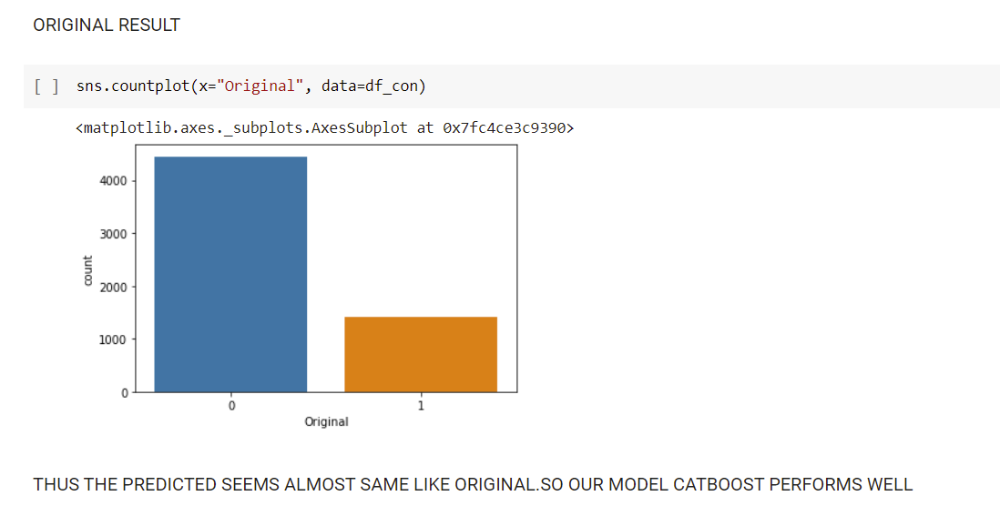 ORIGINAL RESULT
[ ] sns.countplot(x="Original", data=df_con)
<matplotlib.axes._subplots.AxesSubplot at 0x7fc4ce3c9390>
4000
3000
2000
1000
0
count
0 1
Original
THUS THE PREDICTED SEEMS ALMOST SAME LIKE ORIGINAL.SO OUR MODEL CATBOOST PERFORMS WELL